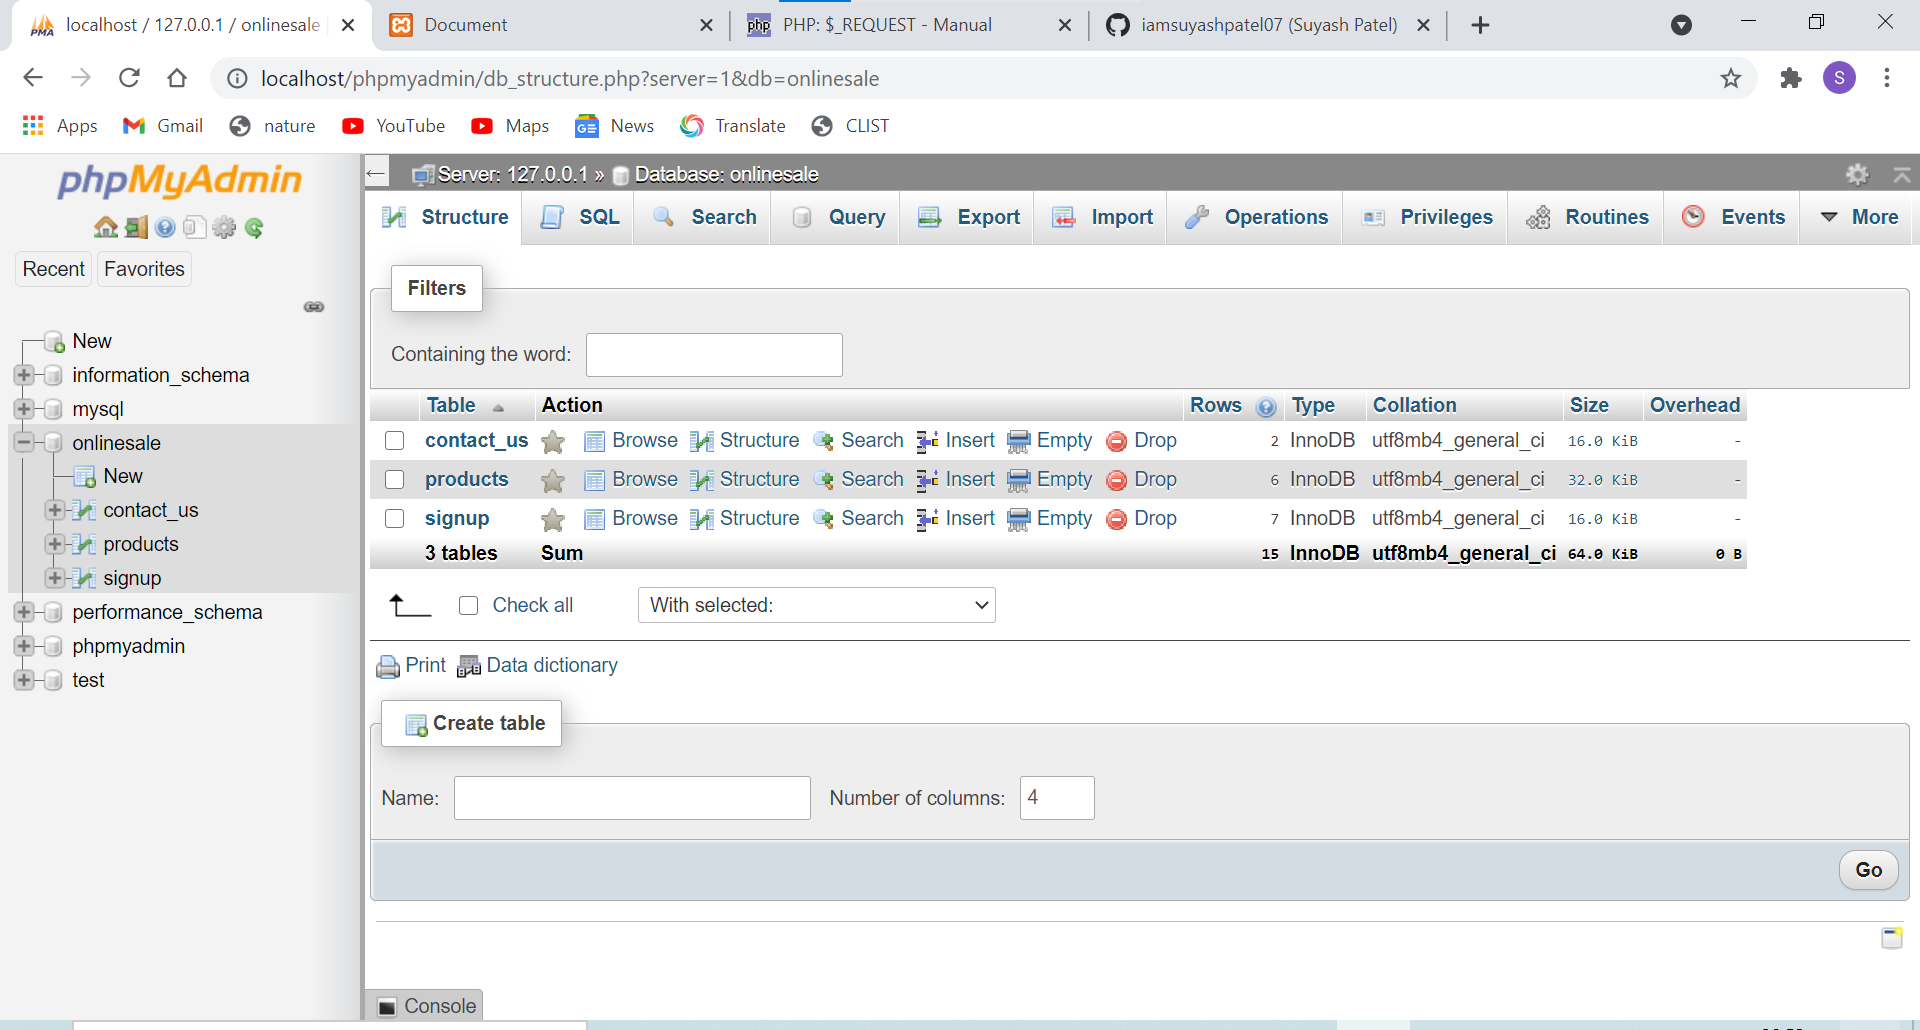 localhost / 127.0.0.1 / onlinesale
Document
PHP: $_REQUEST - Manual
iamsuyashpatel07 (Suyash Patel)
localhost/phpmyadmin/db_structure.php?server=1&db=onlinesale
S
Apps Gmail nature YouTube Maps News Translate CLIST
phpMyAdmin
Recent Favorites
New
information_schema
mysql
onlinesale
New
contact_us
products
signup
performance_schema
phpmyadmin
test
Server: 127.0.0.1 » Database: onlinesale
Structure SQL Search Query Export Import Operations Privileges Routines Events More
Filters
Containing the word:
Table Action Rows Type Collation Size Overhead
contact_us Browse Structure Search Insert Empty Drop 2 InnoDB utf8mb4_general_ci 16.0 KiB -
products Browse Structure Search Insert Empty Drop 6 InnoDB utf8mb4_general_ci 32.0 KiB -
signup Browse Structure Search Insert Empty Drop 7 InnoDB utf8mb4_general_ci 16.0 KiB -
3 tables Sum 15 InnoDB utf8mb4_general_ci 64.0 KiB 0 B
Check all With selected:
Print Data dictionary
Create table
Name: Number of columns: 4
Go
Console